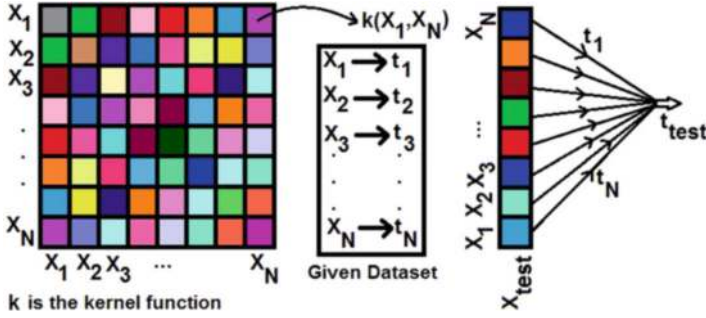 X1
X2
X3
.
.
.
XN
X1 X2 X3 ... XN
k is the kernel function
k(X1,XN)
X1 → t1
X2 → t2
X3 → t3
. .
. .
XN → tN
Given Dataset
XN
...
X3
X2
X1
Xtest
t1
tN
ttest